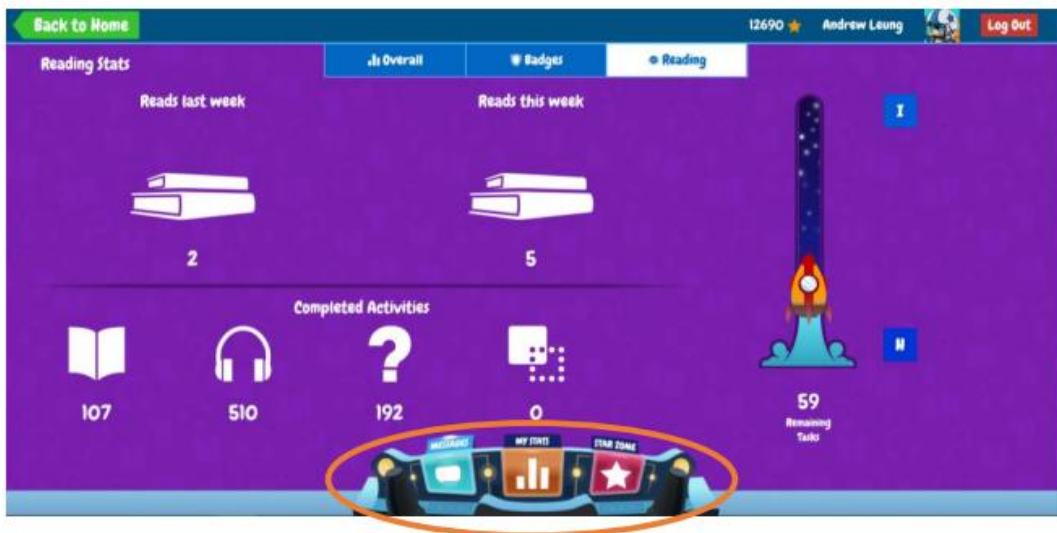 Back to Home
12690 Andrew Leung Log Out
Reading Stats
Overall Badges Reading
Reads last week Reads this week
I
2 5
Completed Activities
N
107 510 192 0
59
Remaining
Tasks
MESSAGES MY STATS STAR ZONE